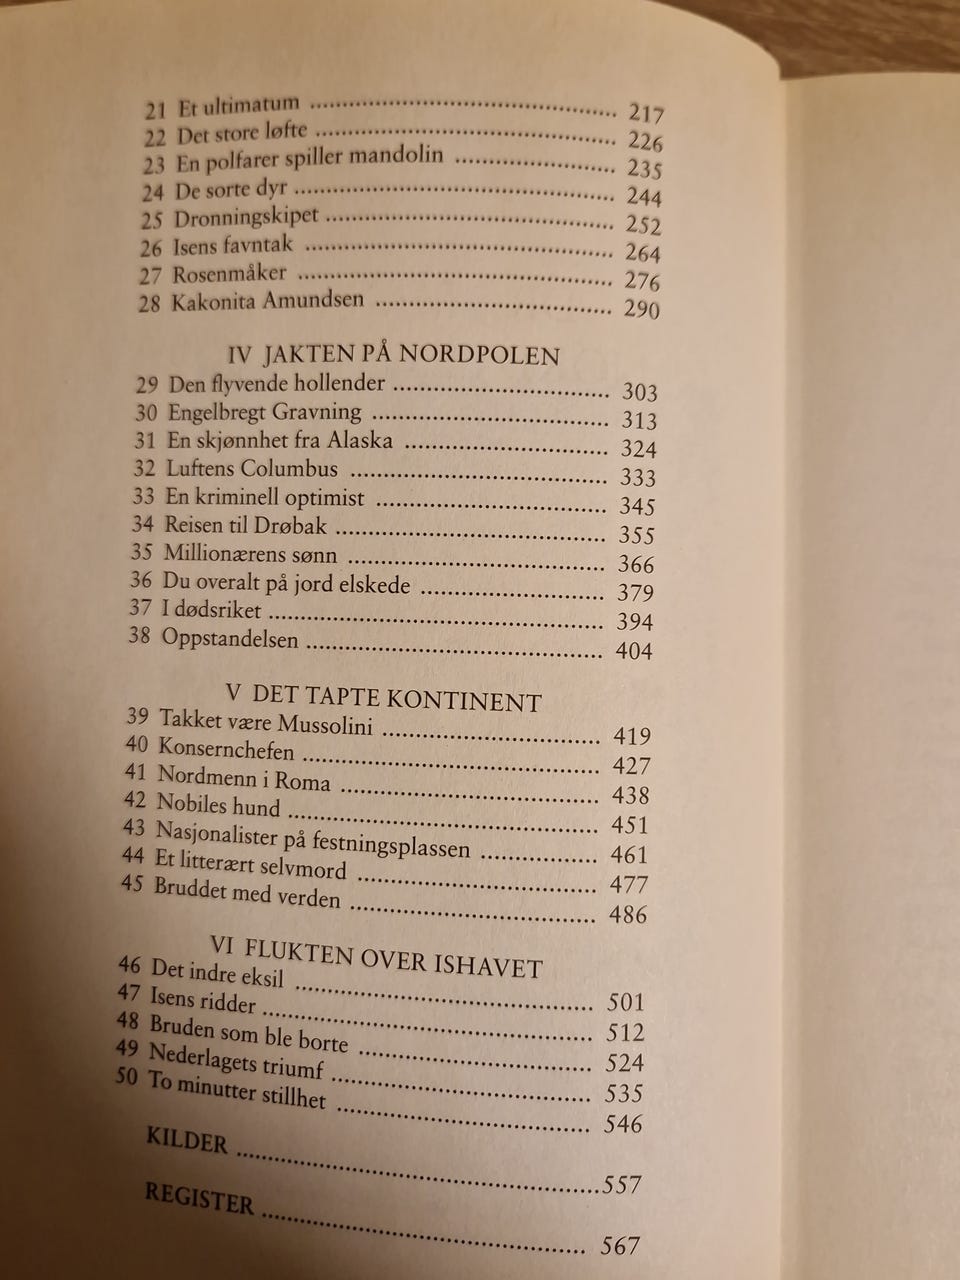 21 Et ultimatum ........................................ 217
22 Det store løfte ........................................ 226
23 En polfarer spiller mandolin ........................................ 235
24 De sorte dyr ........................................ 244
25 Dronningskipet ........................................ 252
26 Isens favntak ........................................ 264
27 Rosenmåker ........................................ 276
28 Kakonita Amundsen ........................................ 290
IV JAKTEN PÅ NORDPOLEN
29 Den flyvende hollender ........................................ 303
30 Engelbregt Gravning ........................................ 313
31 En skjønnhet fra Alaska ........................................ 324
32 Luftens Columbus ........................................ 333
33 En kriminell optimist ........................................ 345
34 Reisen til Drøbak ........................................ 355
35 Millionærens sønn ........................................ 366
36 Du overalt på jord elskede ........................................ 379
37 I dødsriket ........................................ 394
38 Oppstandelsen ........................................ 404
V DET TAPTE KONTINENT
39 Takket være Mussolini ........................................ 419
40 Konsernchefen ........................................ 427
41 Nordmenn i Roma ........................................ 438
42 Nobiles hund ........................................ 451
43 Nasjonalister på festningsplassen ........................................ 461
44 Et litterært selvmord ........................................ 477
45 Bruddet med verden ........................................ 486
VI FLUKTEN OVER ISHAVET
46 Det indre eksil ........................................ 501
47 Isens ridder ........................................ 512
48 Bruden som ble borte ........................................ 524
49 Nederlagets triumf ........................................ 535
50 To minutter stillhet ........................................ 546
KILDER ........................................ 557
REGISTER ........................................ 567